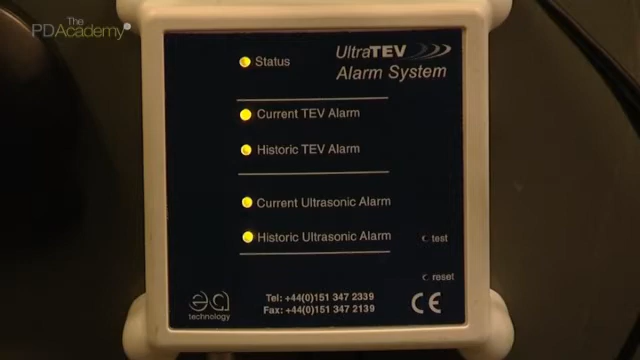 The
PDAcademy
Status
UltraTEV
Alarm System
Current TEV Alarm
Historic TEV Alarm
Current Ultrasonic Alarm
Historic Ultrasonic Alarm
test
reset
ea
technology
Tel: +44(0)151 347 2339
Fax: +44(0)151 347 2139
CE